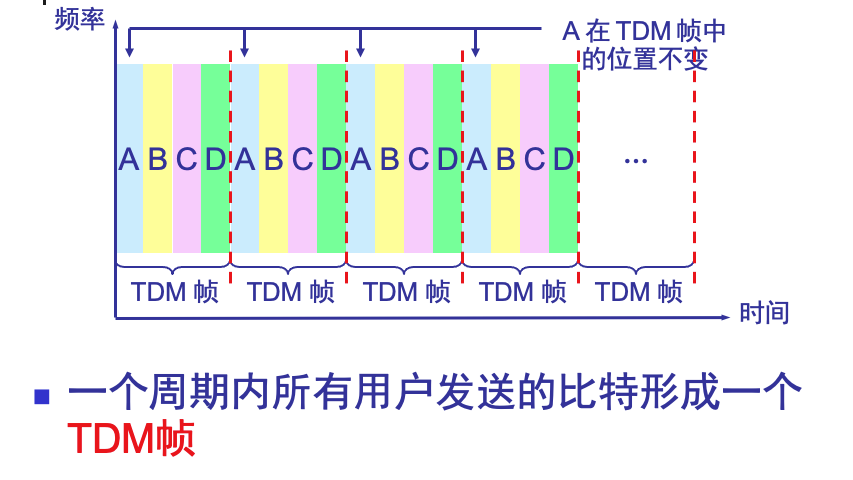 频率
A 在 TDM 帧中
的位置不变
A B C D A B C D A B C D A B C D …
TDM 帧 TDM 帧 TDM 帧 TDM 帧 TDM 帧
时间
一个周期内所有用户发送的比特形成一个
TDM帧